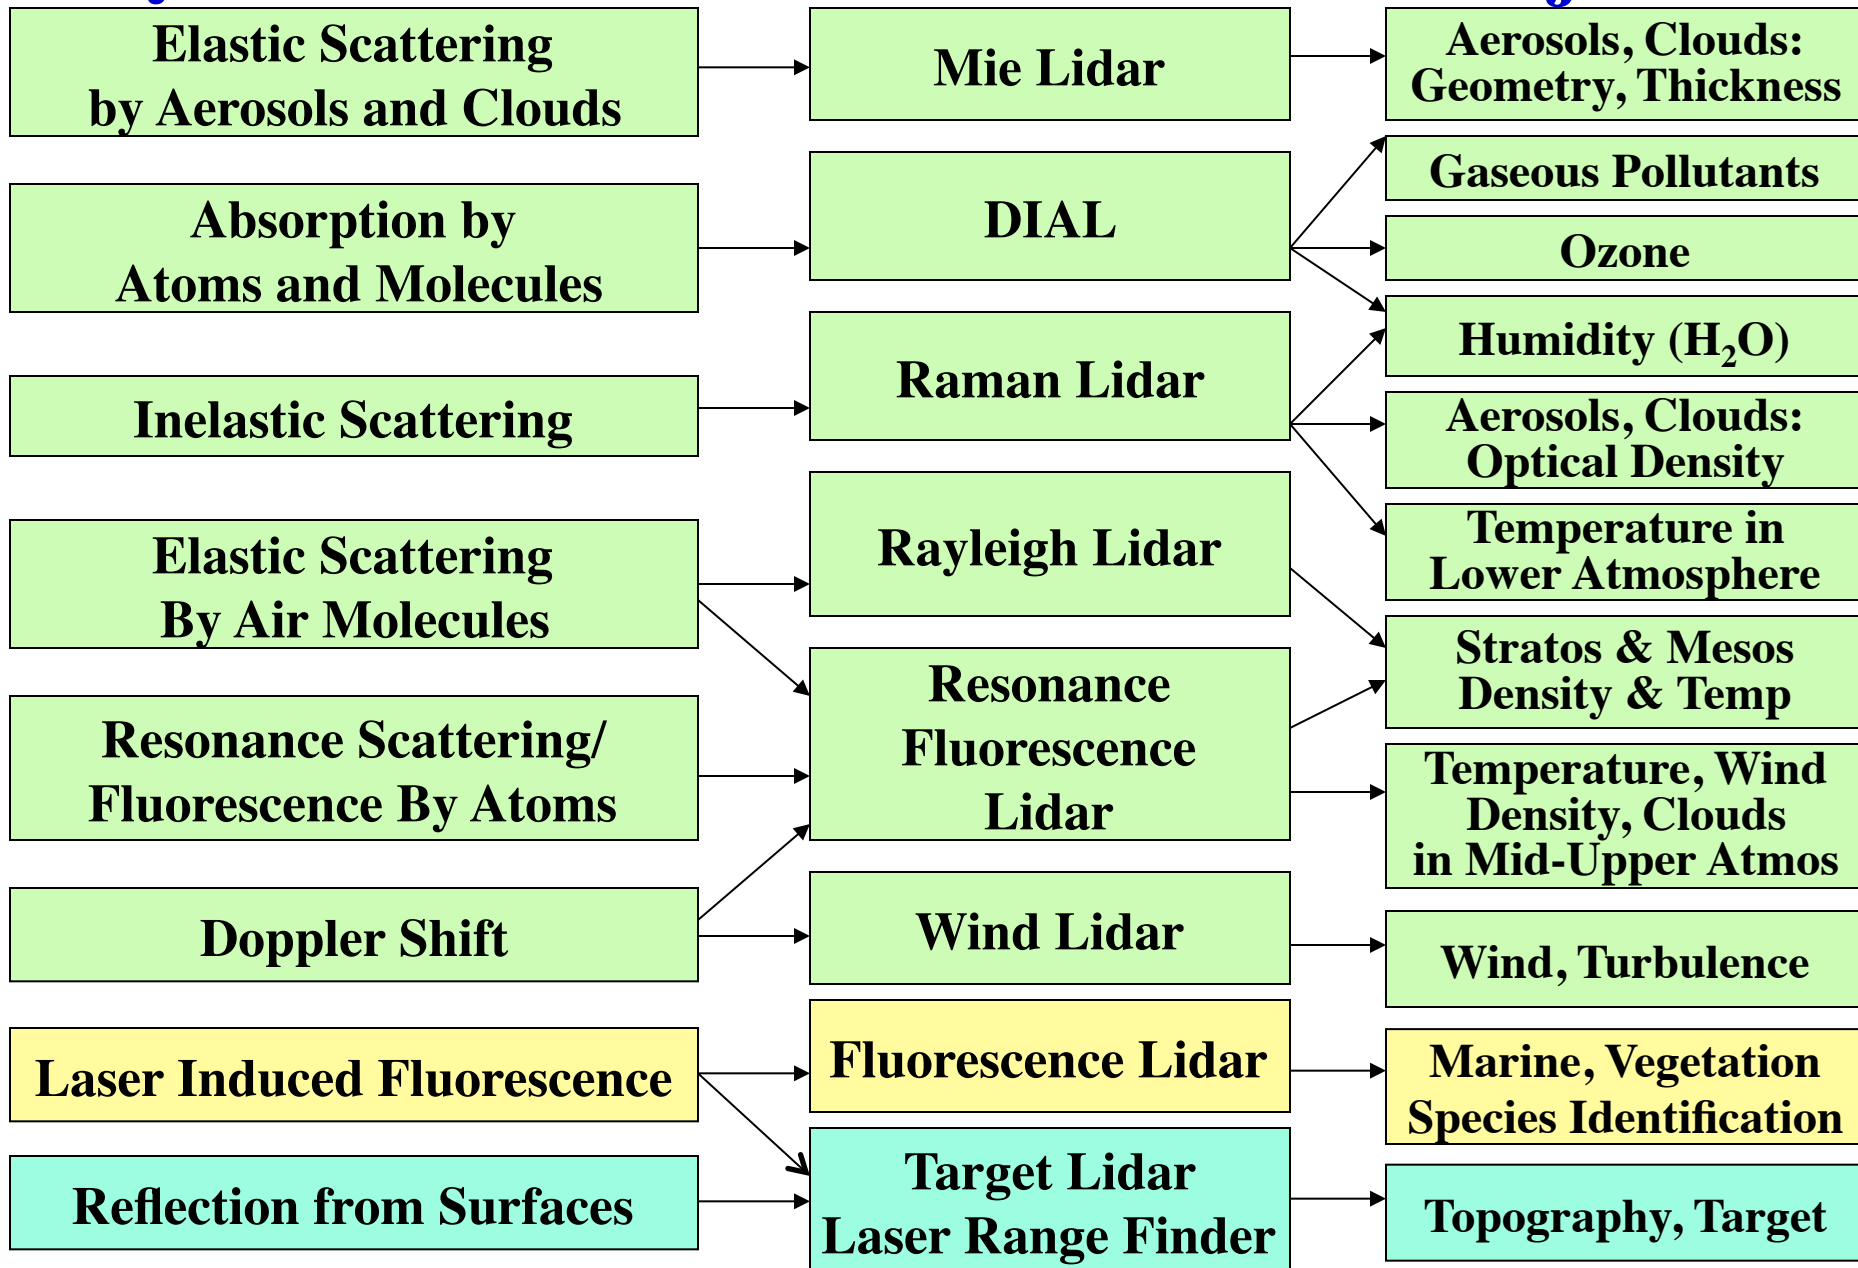 Elastic Scattering
by Aerosols and Clouds
Mie Lidar
Aerosols, Clouds:
Geometry, Thickness
Absorption by
Atoms and Molecules
DIAL
Gaseous Pollutants
Ozone
Humidity (H₂O)
Inelastic Scattering
Raman Lidar
Aerosols, Clouds:
Optical Density
Temperature in
Lower Atmosphere
Elastic Scattering
By Air Molecules
Rayleigh Lidar
Stratos & Mesos
Density & Temp
Resonance Scattering/
Fluorescence By Atoms
Resonance
Fluorescence
Lidar
Temperature, Wind
Density, Clouds
in Mid-Upper Atmos
Doppler Shift
Wind Lidar
Wind, Turbulence
Laser Induced Fluorescence
Fluorescence Lidar
Marine, Vegetation
Species Identification
Reflection from Surfaces
Target Lidar
Laser Range Finder
Topography, Target